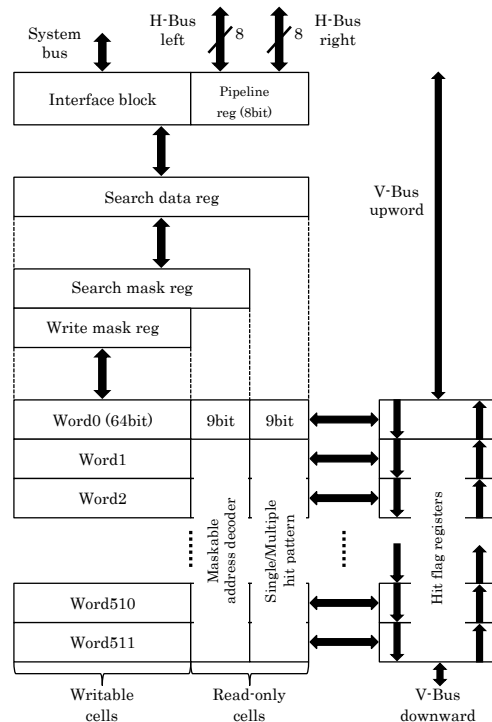 System
bus
H-Bus
left
8
8
H-Bus
right
Interface block
Pipeline
reg (8bit)
Search data reg
V-Bus
upword
Search mask reg
Write mask reg
Word0 (64bit)
9bit
9bit
Word1
Word2
Maskable
address decoder
Single/Multiple
hit pattern
Hit flag registers
Word510
Word511
Writable
cells
Read-only
cells
V-Bus
downward